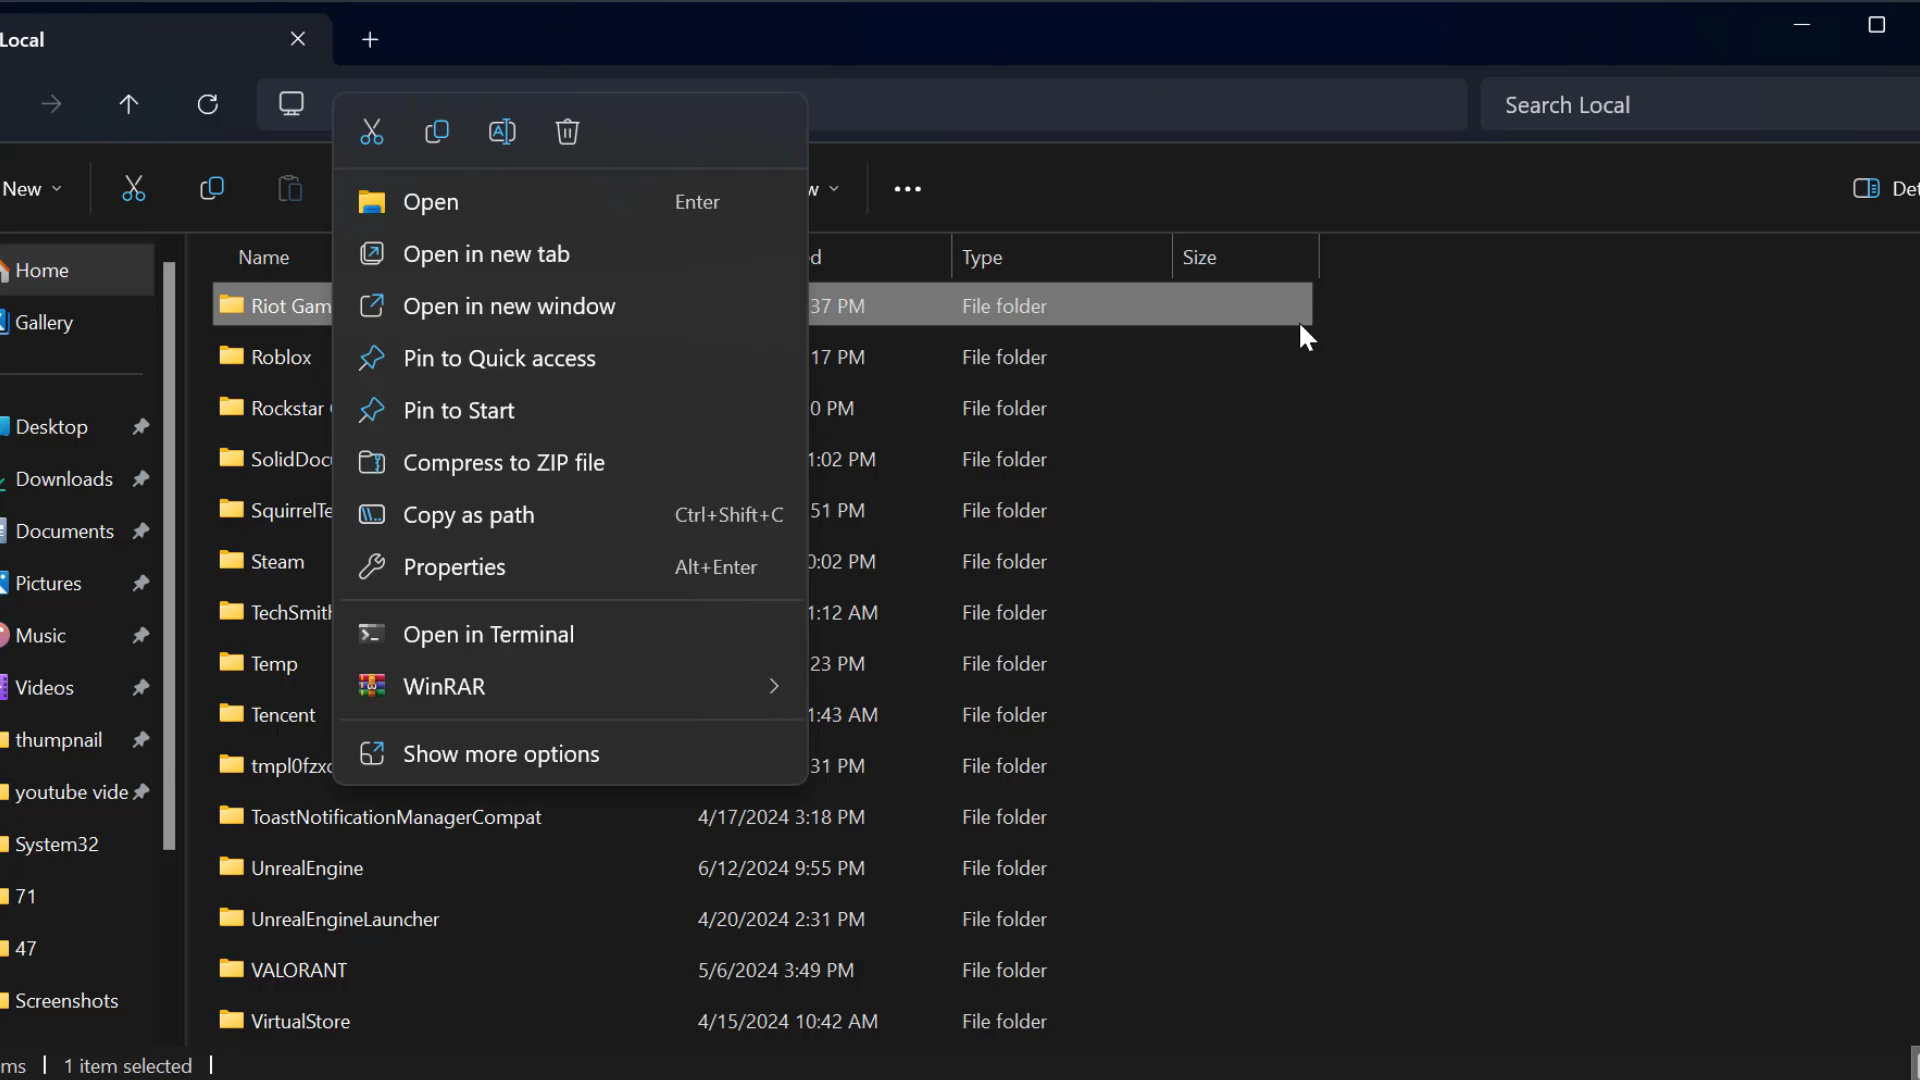 Local
Search Local
New
w
Det
Open Enter
Open in new tab
Open in new window
Pin to Quick access
Pin to Start
Compress to ZIP file
Copy as path Ctrl+Shift+C
Properties Alt+Enter
Open in Terminal
WinRAR
Show more options
Home
Gallery
Desktop
Downloads
Documents
Pictures
Music
Videos
thumpnail
youtube vide
System32
71
47
Screenshots
Name ed Type Size
Riot Gam 37 PM File folder
Roblox 17 PM File folder
Rockstar 0 PM File folder
SolidDoc 1:02 PM File folder
SquirrelTe 51 PM File folder
Steam 0:02 PM File folder
TechSmith 1:12 AM File folder
Temp 23 PM File folder
Tencent 1:43 AM File folder
tmpl0fzx 31 PM File folder
ToastNotificationManagerCompat 4/17/2024 3:18 PM File folder
UnrealEngine 6/12/2024 9:55 PM File folder
UnrealEngineLauncher 4/20/2024 2:31 PM File folder
VALORANT 5/6/2024 3:49 PM File folder
VirtualStore 4/15/2024 10:42 AM File folder
ms 1 item selected